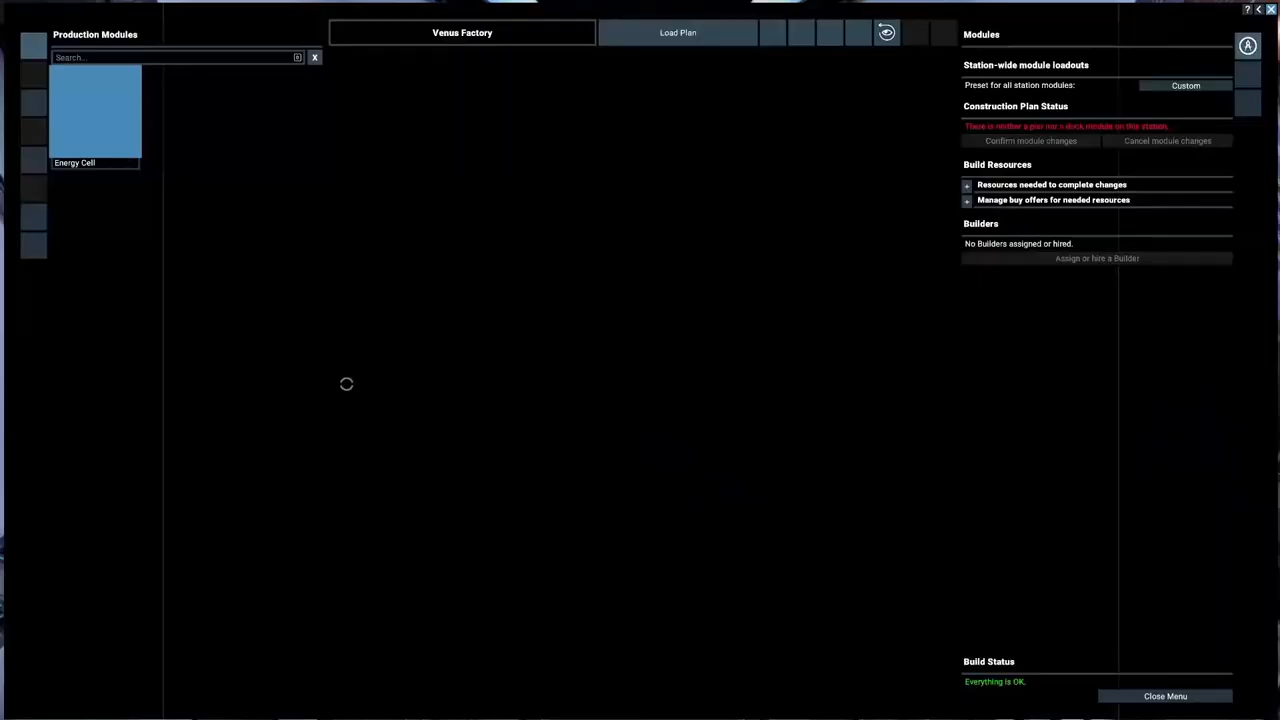 Production Modules
Search...
X
Energy Cell
Venus Factory
Load Plan
?
Modules
Station-wide module loadouts
Preset for all station modules:
Custom
Construction Plan Status
There is neither a pier nor a dock module on this station.
Confirm module changes
Cancel module changes
Build Resources
+ Resources needed to complete changes
+ Manage buy offers for needed resources
Builders
No Builders assigned or hired.
Assign or hire a Builder
Build Status
Everything is OK.
Close Menu